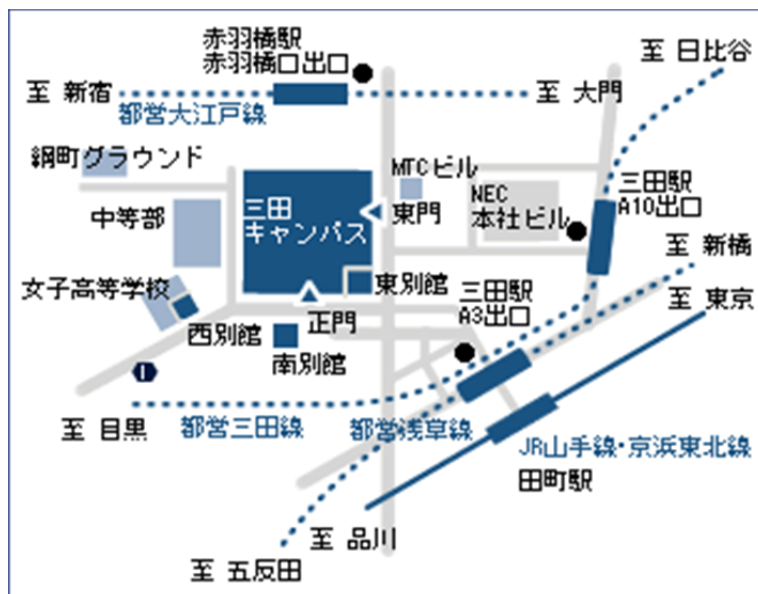 赤羽橋駅
赤羽橋口出口
至 日比谷
至 新宿
至 大門
都営大江戸線
綱町グラウンド
MTCビル
三田駅
A10出口
中等部
三田
キャンパス
東門
NEC
本社ビル
至 新橋
女子高等学校
東別館
三田駅
A3出口
至 東京
西別館
正門
南別館
至 目黒
都営三田線
都営浅草線
JR山手線・京浜東北線
田町駅
至 品川
至 五反田